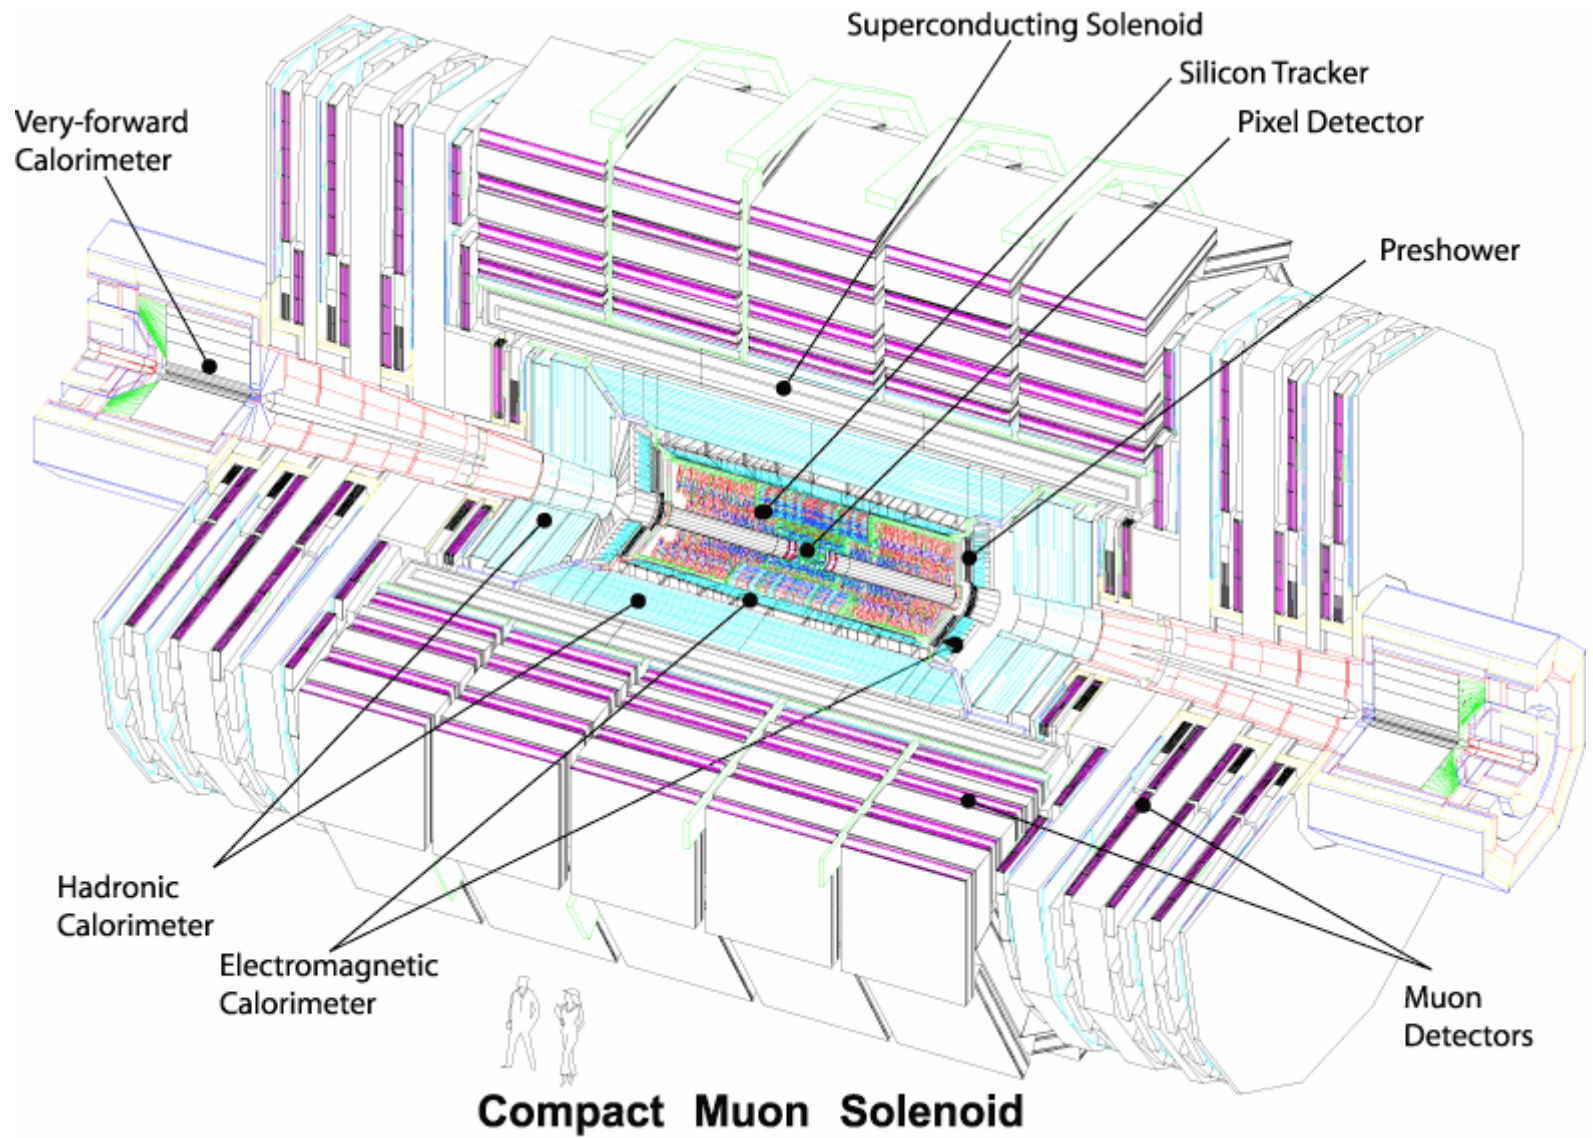 Superconducting Solenoid
Silicon Tracker
Pixel Detector
Very-forward
Calorimeter
Preshower
Hadronic
Calorimeter
Electromagnetic
Calorimeter
Muon
Detectors
Compact Muon Solenoid